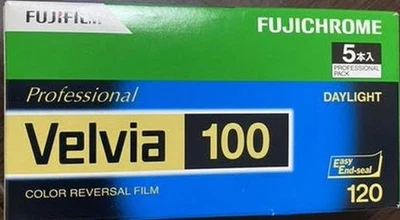 FUJIFILM
FUJICHROME
5本入
PROFESSIONAL
PACK
Professional
DAYLIGHT
Velvia 100
Easy
End-seal
COLOR REVERSAL FILM
120